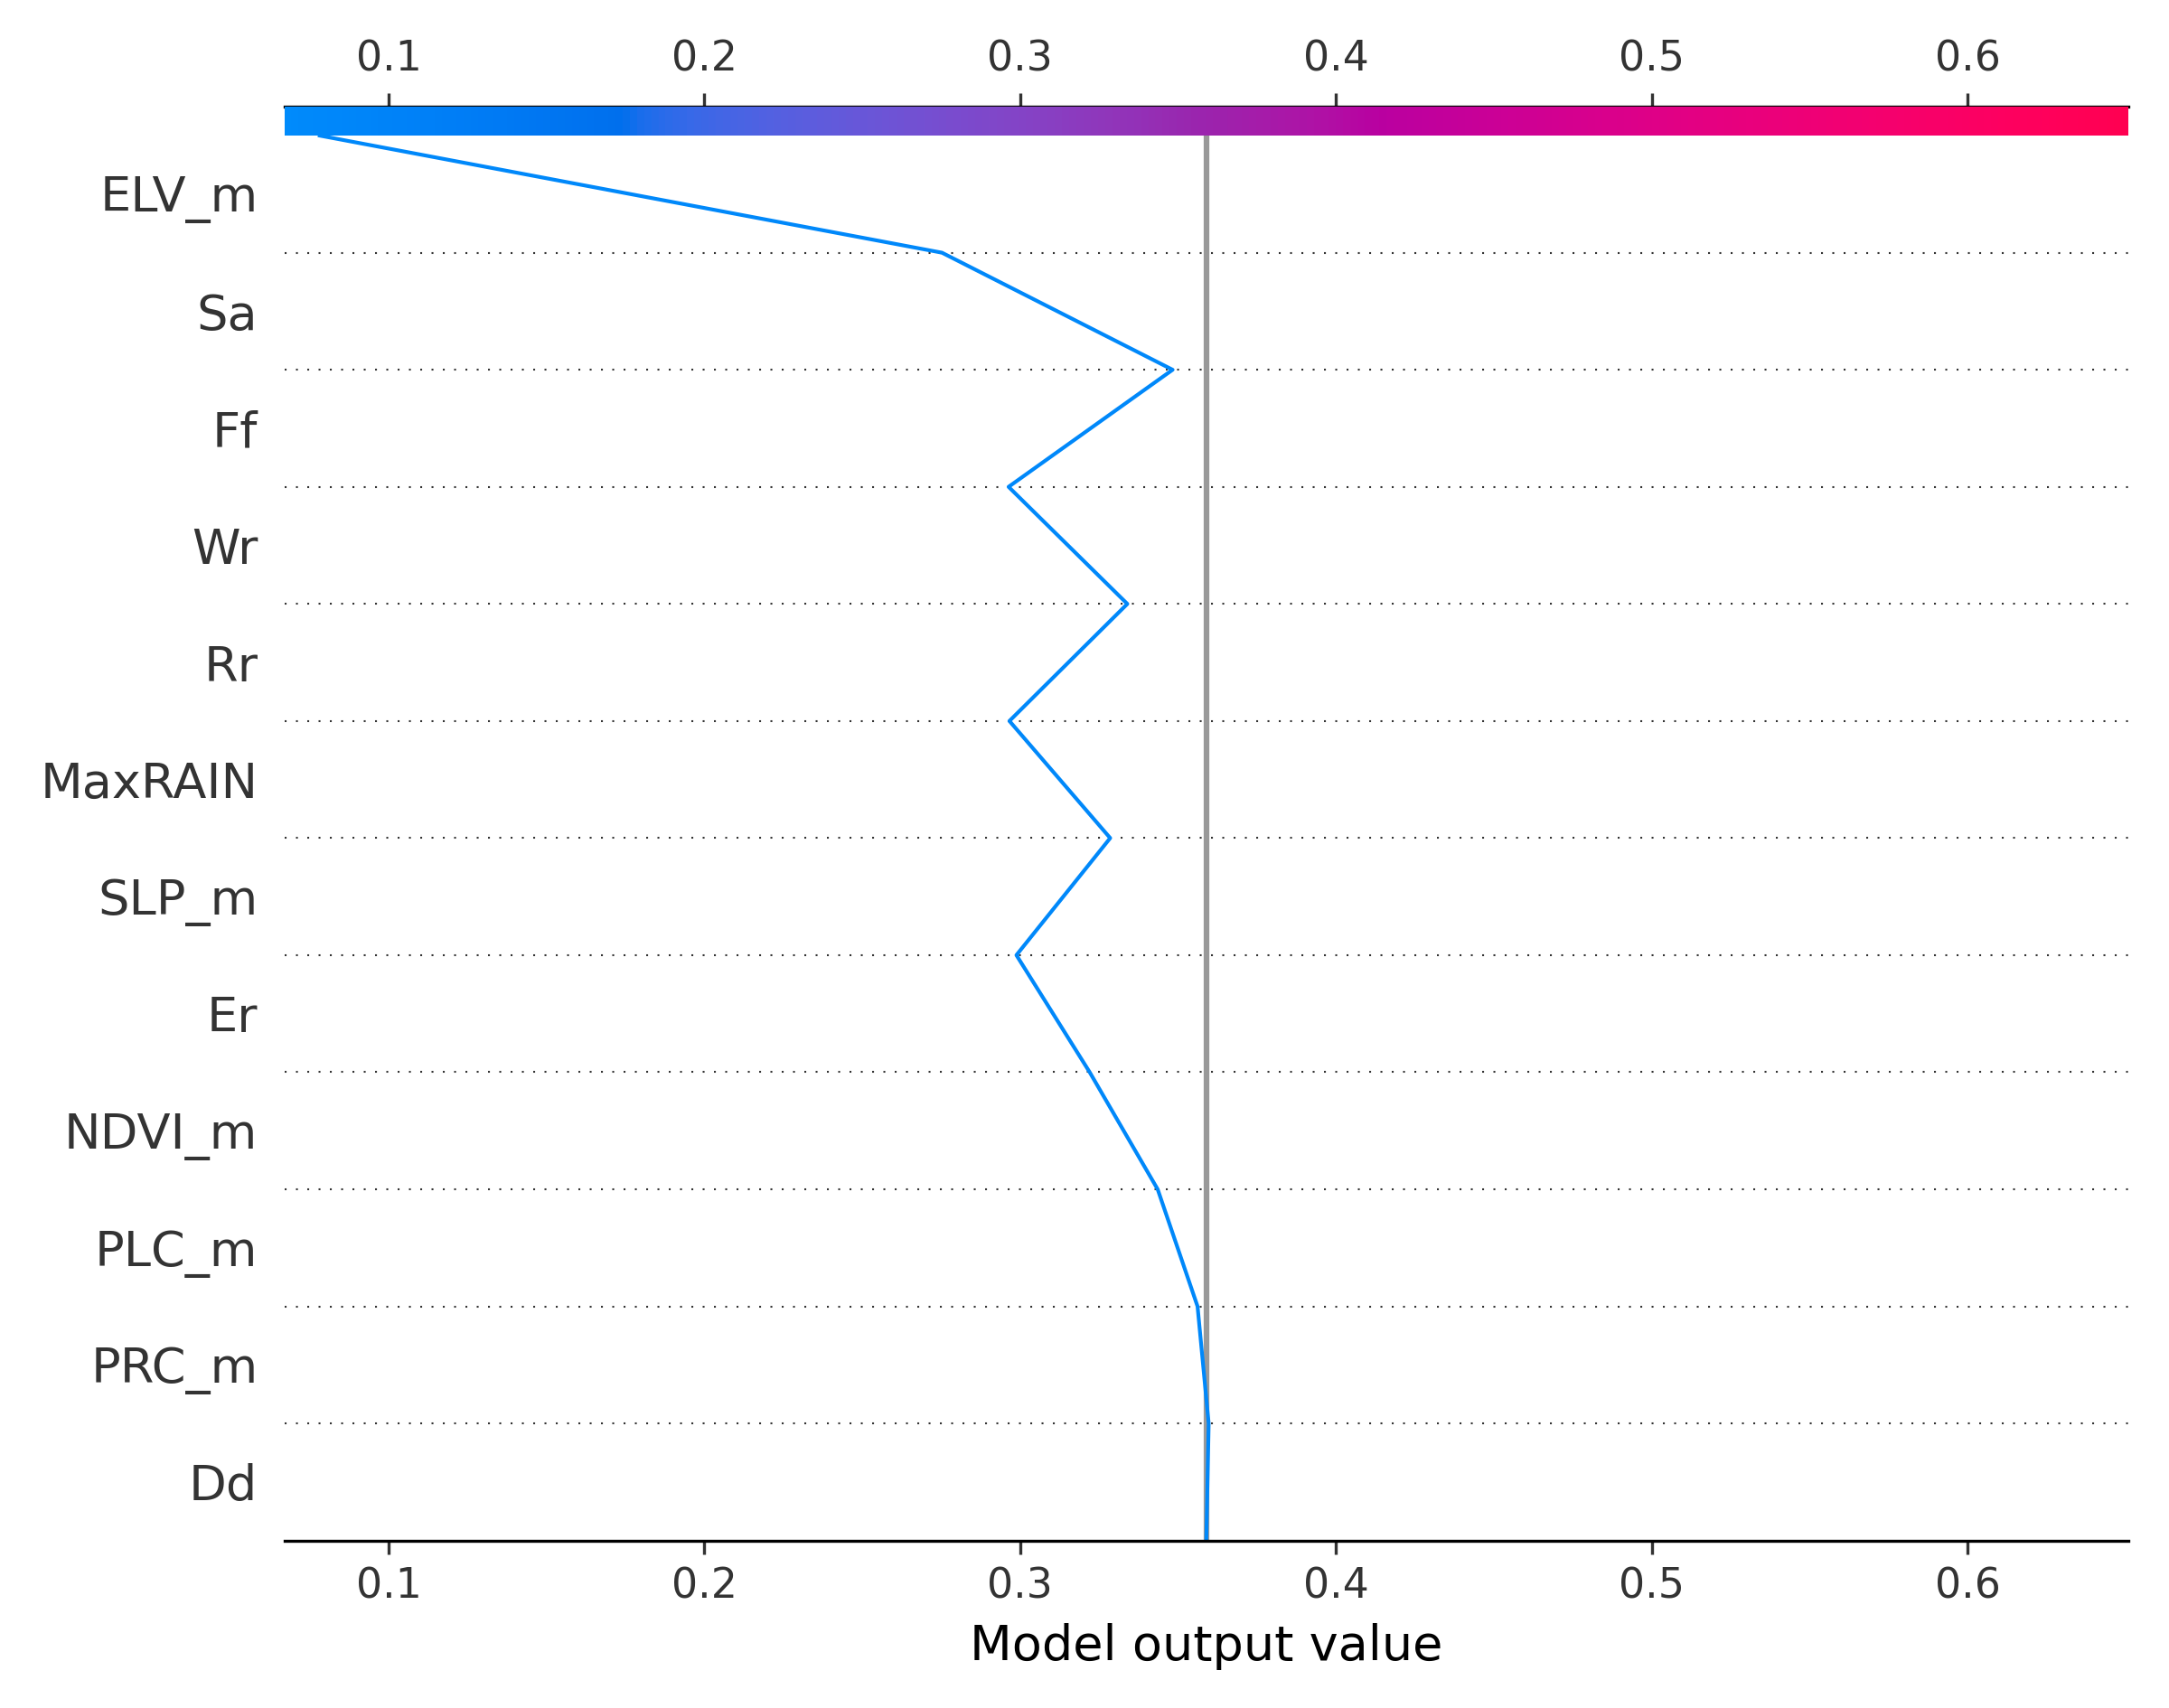 0.1 0.2 0.3 0.4 0.5 0.6
ELV_m
Sa
Ff
Wr
Rr
MaxRAIN
SLP_m
Er
NDVI_m
PLC_m
PRC_m
Dd
0.1 0.2 0.3 0.4 0.5 0.6
Model output value